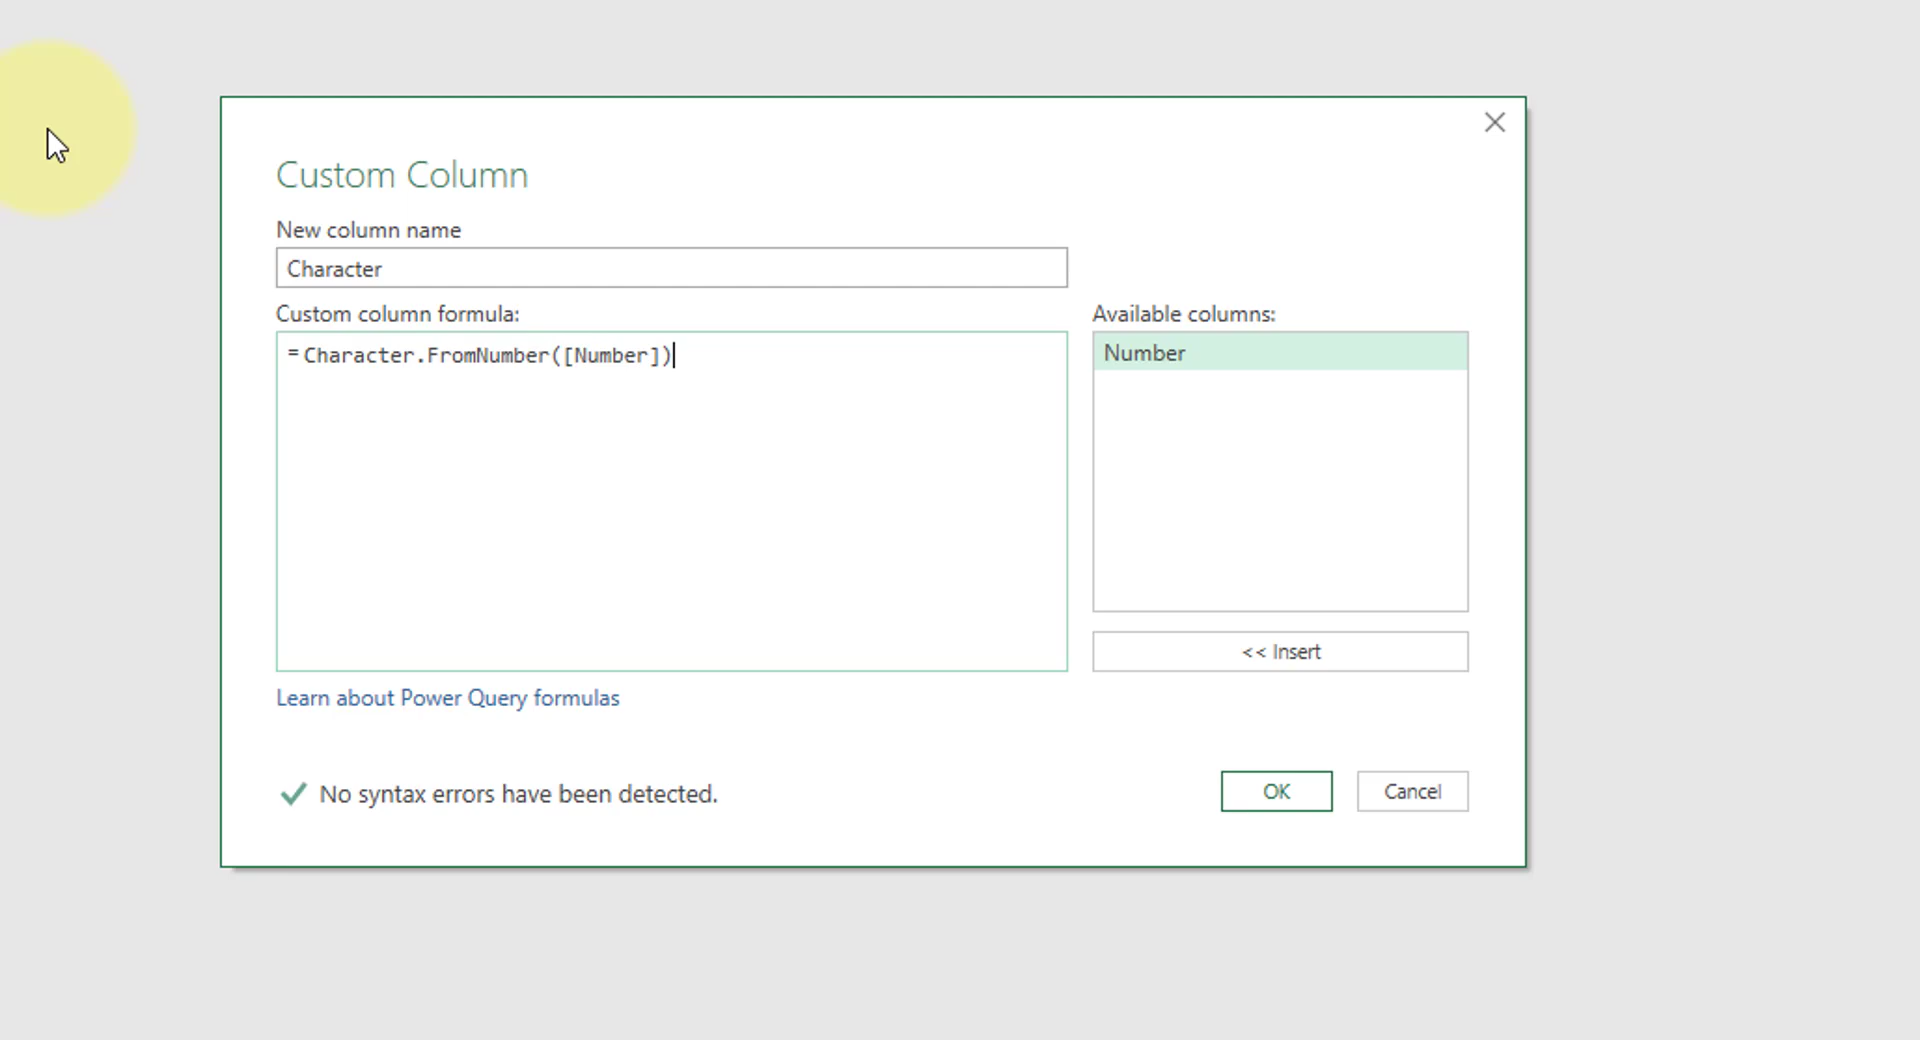 Custom Column
New column name
Character
Custom column formula:
=Character.FromNumber([Number])
Available columns:
Number
<< Insert
Learn about Power Query formulas
No syntax errors have been detected.
OK
Cancel